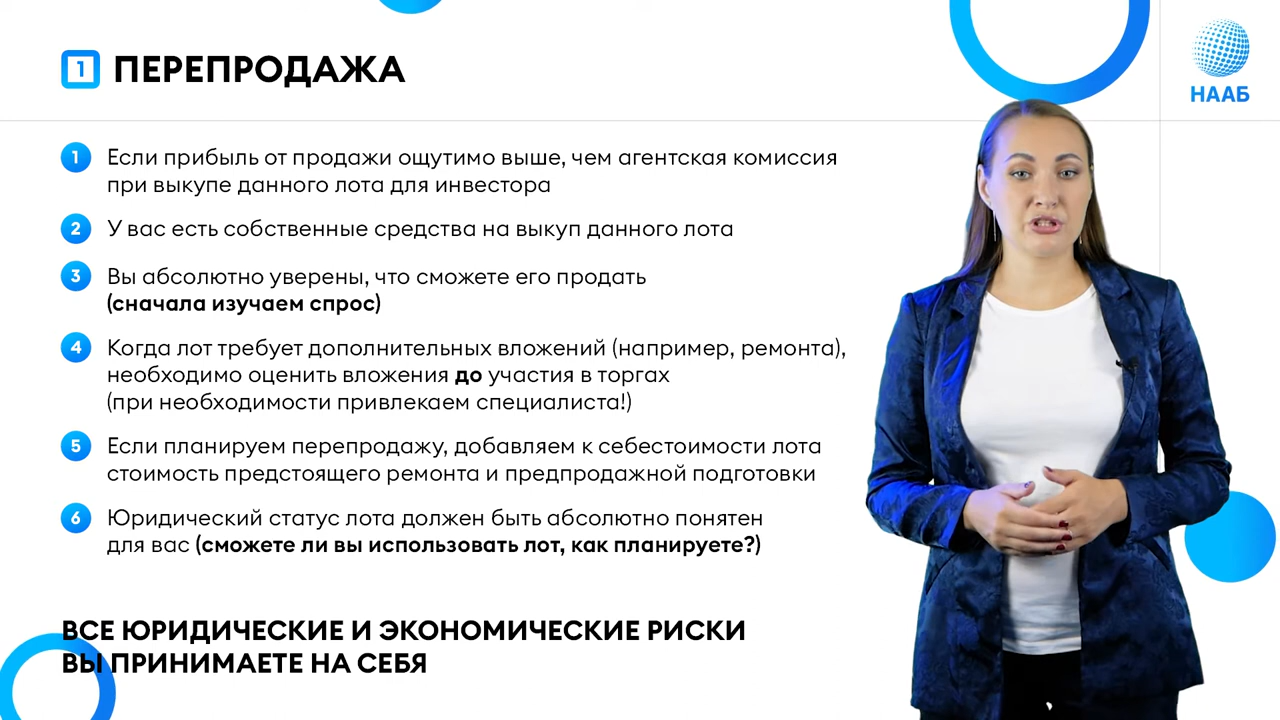 1 ПЕРЕПРОДАЖА
НААБ
1 Если прибыль от продажи ощутимо выше, чем агентская комиссия
при выкупе данного лота для инвестора
2 У вас есть собственные средства на выкуп данного лота
3 Вы абсолютно уверены, что сможете его продать
(сначала изучаем спрос)
4 Когда лот требует дополнительных вложений (например, ремонта),
необходимо оценить вложения до участия в торгах
(при необходимости привлекаем специалиста!)
5 Если планируем перепродажу, добавляем к себестоимости лота
стоимость предстоящего ремонта и предпродажной подготовки
6 Юридический статус лота должен быть абсолютно понятен
для вас (сможете ли вы использовать лот, как планируете?)
ВСЕ ЮРИДИЧЕСКИЕ И ЭКОНОМИЧЕСКИЕ РИСКИ
ВЫ ПРИНИМАЕТЕ НА СЕБЯ